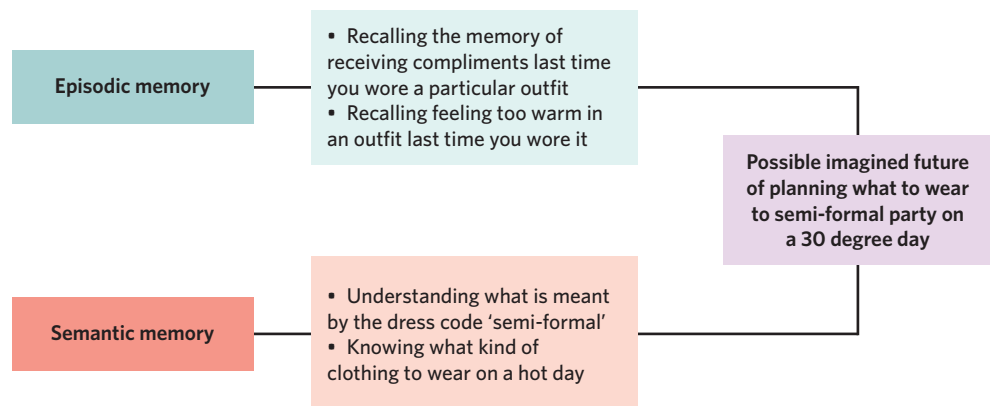 Episodic memory
• Recalling the memory of
receiving compliments last time
you wore a particular outfit
• Recalling feeling too warm in
an outfit last time you wore it
Possible imagined future
of planning what to wear
to semi-formal party on
a 30 degree day
Semantic memory
• Understanding what is meant
by the dress code ‘semi-formal’
• Knowing what kind of
clothing to wear on a hot day